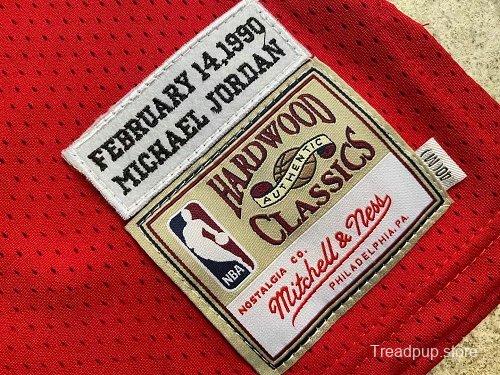 FEBRUARY 14, 1990
MICHAEL JORDAN
HARDWOOD
AUTHENTIC
CLASSICS
NBA
NOSTALGIA CO.
Mitchell & Ness
PHILADELPHIA, PA.
Treadpup.store